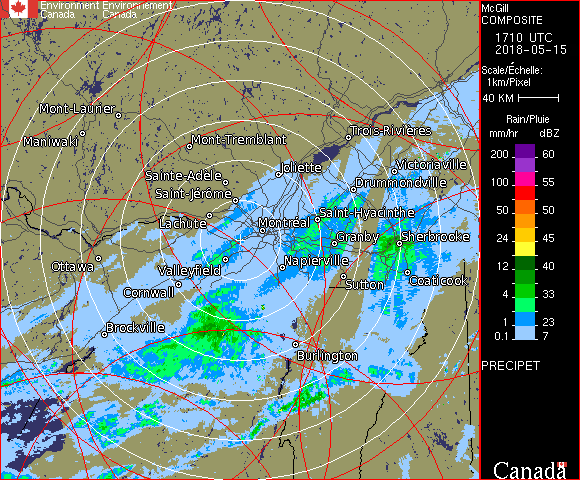 Environment Environnement
Canada Canada
McGill
COMPOSITE
1710 UTC
2018-05-15
Scale/Échelle:
1km/Pixel
40 KM
Rain/Pluie
mm/hr dBZ
200 60
100 55
50 50
24 45
12 40
4 33
1 23
0.1 7
PRECIPET
Canada
Mont-Laurier
Maniwaki
Mont-Tremblant
Trois-Rivières
Joliette
Victoriaville
Sainte-Adèle
Drummondville
Saint-Jérôme
Lachute
Saint-Hyacinthe
Montréal
Granby
Sherbrooke
Ottawa
Valleyfield
Napierville
Sutton
Coaticook
Cornwall
Brockville
Burlington